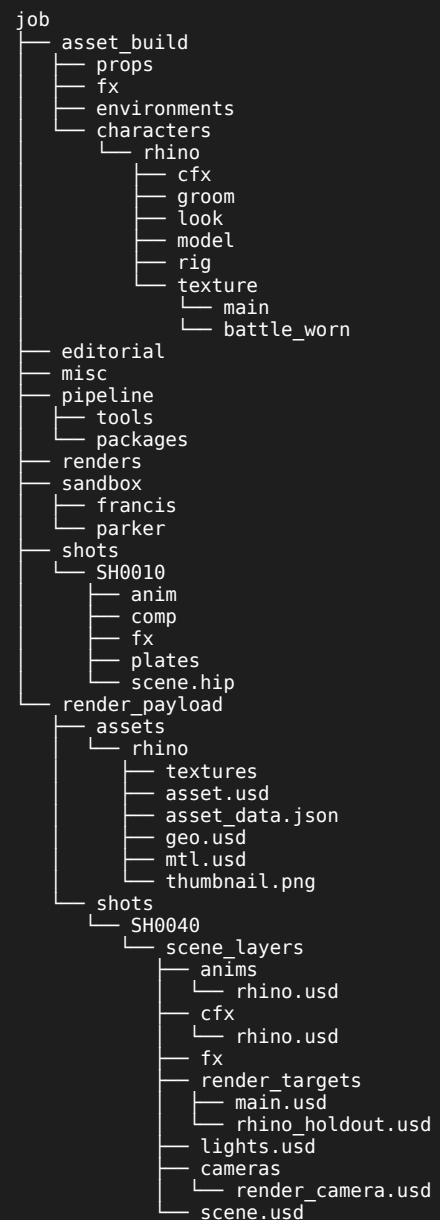 job
├── asset_build
│   ├── props
│   ├── fx
│   ├── environments
│   └── characters
│       └── rhino
│           ├── cfx
│           ├── groom
│           ├── look
│           ├── model
│           ├── rig
│           └── texture
│               └── main
│               └── battle_worn
├── editorial
├── misc
├── pipeline
│   ├── tools
│   └── packages
├── renders
├── sandbox
│   ├── francis
│   └── parker
├── shots
│   └── SH0010
│       ├── anim
│       ├── comp
│       ├── fx
│       ├── plates
│       └── scene.hip
└── render_payload
    ├── assets
    │   └── rhino
    │       ├── textures
    │       ├── asset.usd
    │       ├── asset_data.json
    │       ├── geo.usd
    │       ├── mtl.usd
    │       └── thumbnail.png
    └── shots
        └── SH0040
            └── scene_layers
                ├── anims
                │   └── rhino.usd
                ├── cfx
                │   └── rhino.usd
                ├── fx
                ├── render_targets
                │   ├── main.usd
                │   └── rhino_holdout.usd
                ├── lights.usd
                ├── cameras
                │   └── render_camera.usd
                └── scene.usd